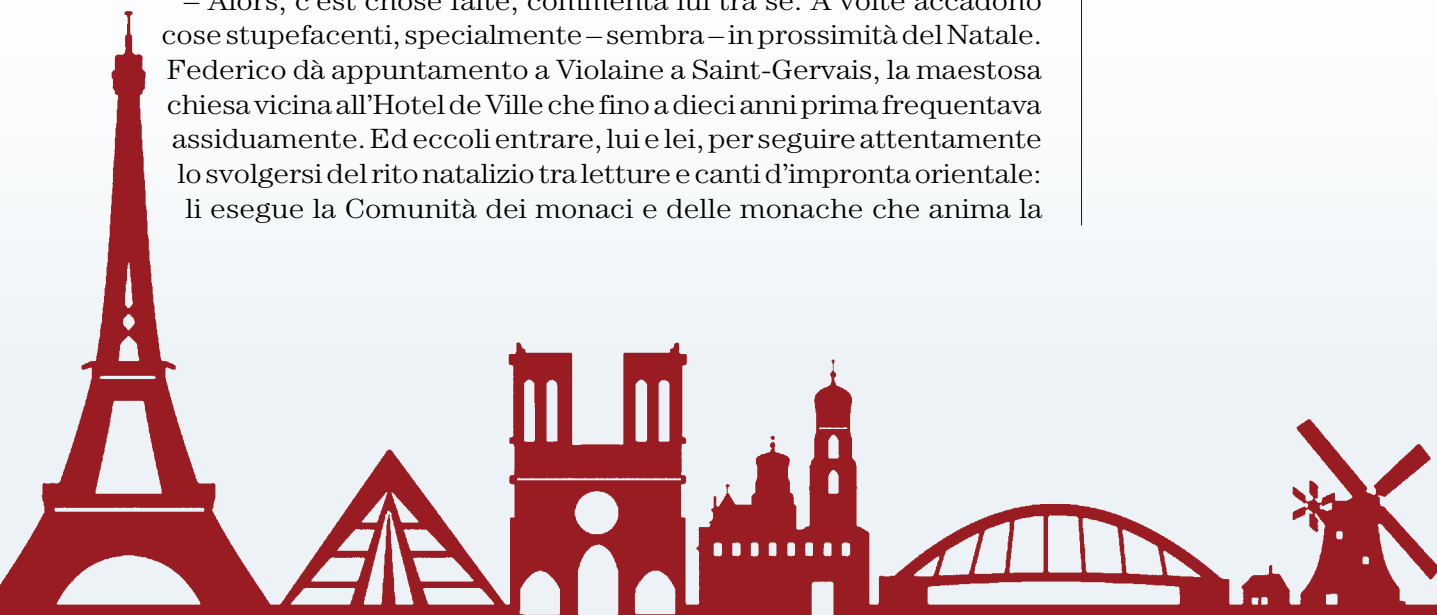 – Alors, c'est chose faite, commenta lui tra sé. A volte accadono
cose stupefacenti, specialmente – sembra – in prossimità del Natale.
Federico dà appuntamento a Violaine a Saint-Gervais, la maestosa
chiesa vicina all'Hotel de Ville che fino a dieci anni prima frequentava
assiduamente. Ed eccoli entrare, lui e lei, per seguire attentamente
lo svolgersi del rito natalizio tra letture e canti d'impronta orientale:
li esegue la Comunità dei monaci e delle monache che anima la